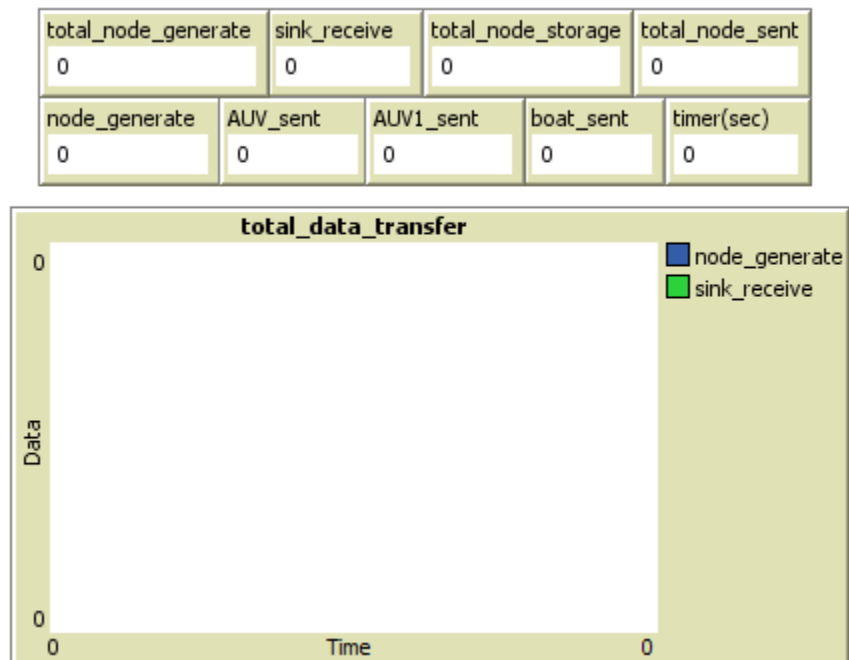 total_node_generate sink_receive total_node_storage total_node_sent
0 0 0 0
node_generate AUV_sent AUV1_sent boat_sent timer(sec)
0 0 0 0 0
total_data_transfer
0
node_generate
sink_receive
Data
0
0 Time 0